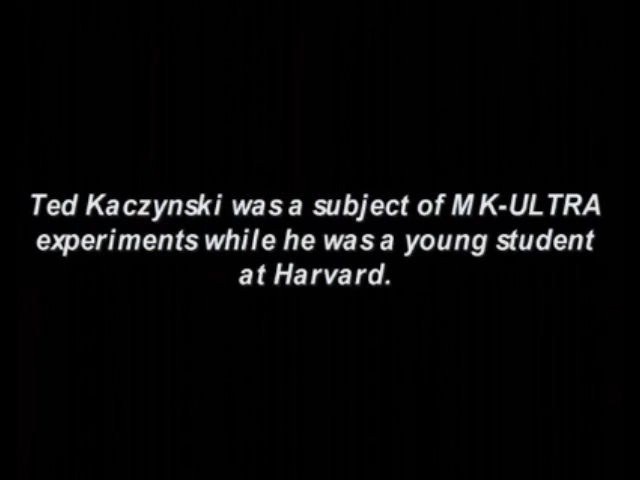 Ted Kaczynski was a subject of MK-ULTRA
experiments while he was a young student
at Harvard.